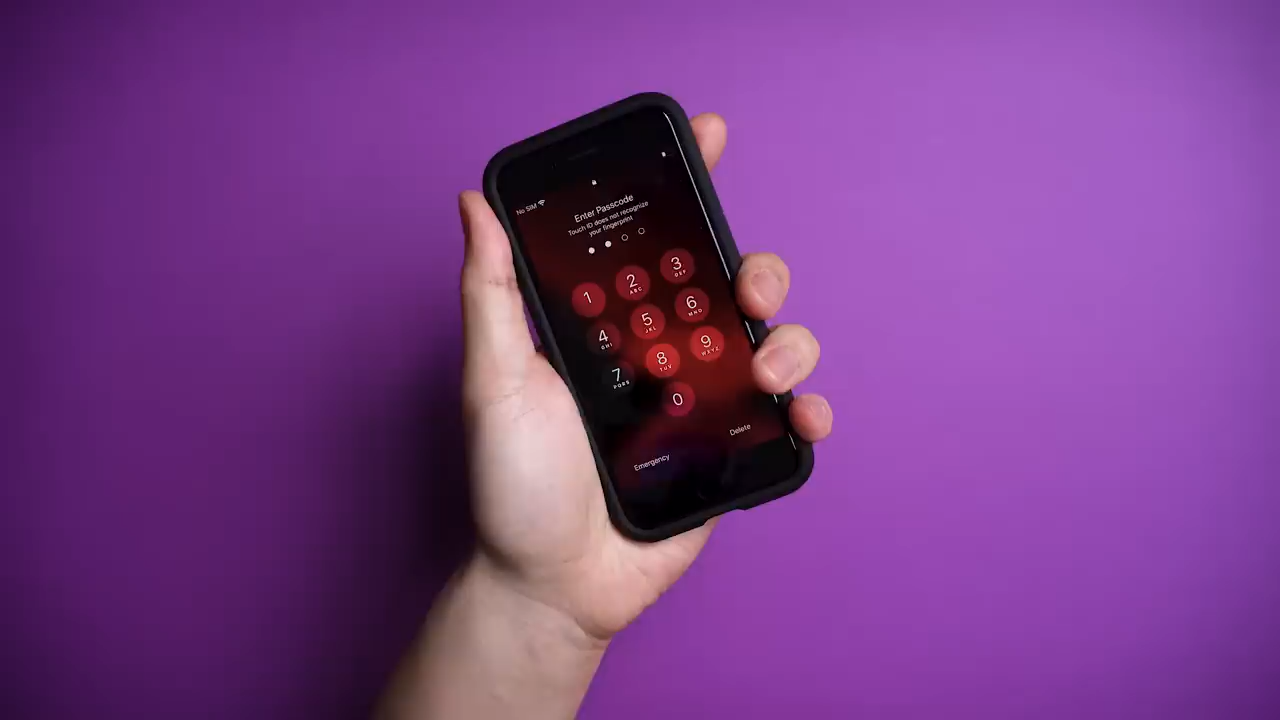 No SIM
Enter Passcode
Touch ID does not recognize
your fingerprint
1
2
ABC
3
DEF
4
GHI
5
JKL
6
MNO
7
PQRS
8
TUV
9
WXYZ
0
Delete
Emergency